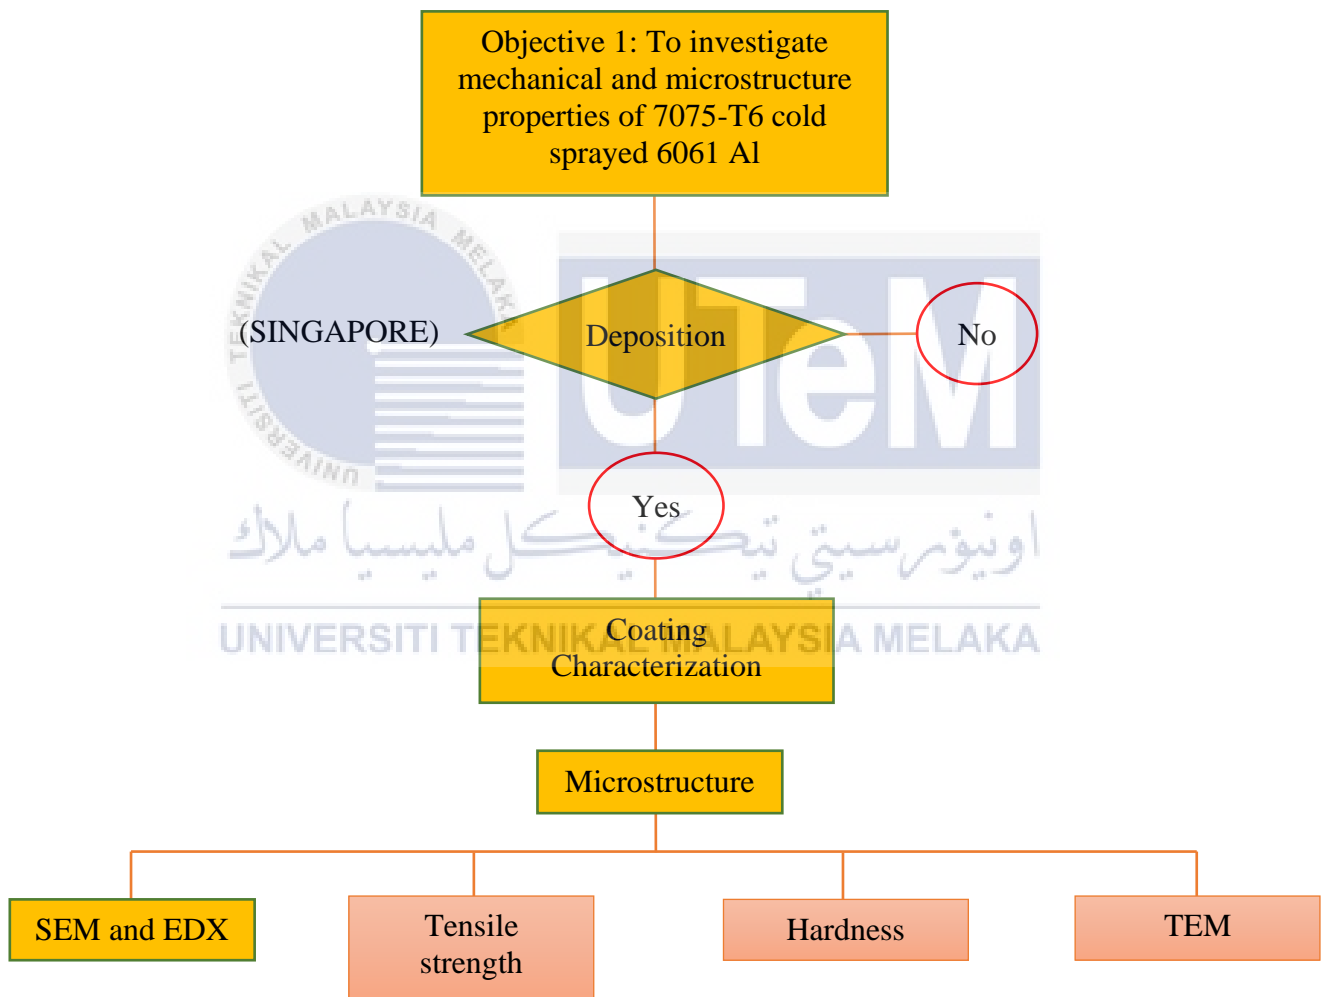 Objective 1: To investigate
mechanical and microstructure
properties of 7075-T6 cold
sprayed 6061 Al
UNIVERSITI TEKNIKAL MALAYSIA MELAKA
UTeM
(SINGAPORE)
Deposition
No
Yes
اونيۏرسيتي تيكنيكل مليسيا ملاك
UNIVERSITI TEKNIKAL MALAYSIA MELAKA
Coating
Characterization
Microstructure
SEM and EDX
Tensile
strength
Hardness
TEM